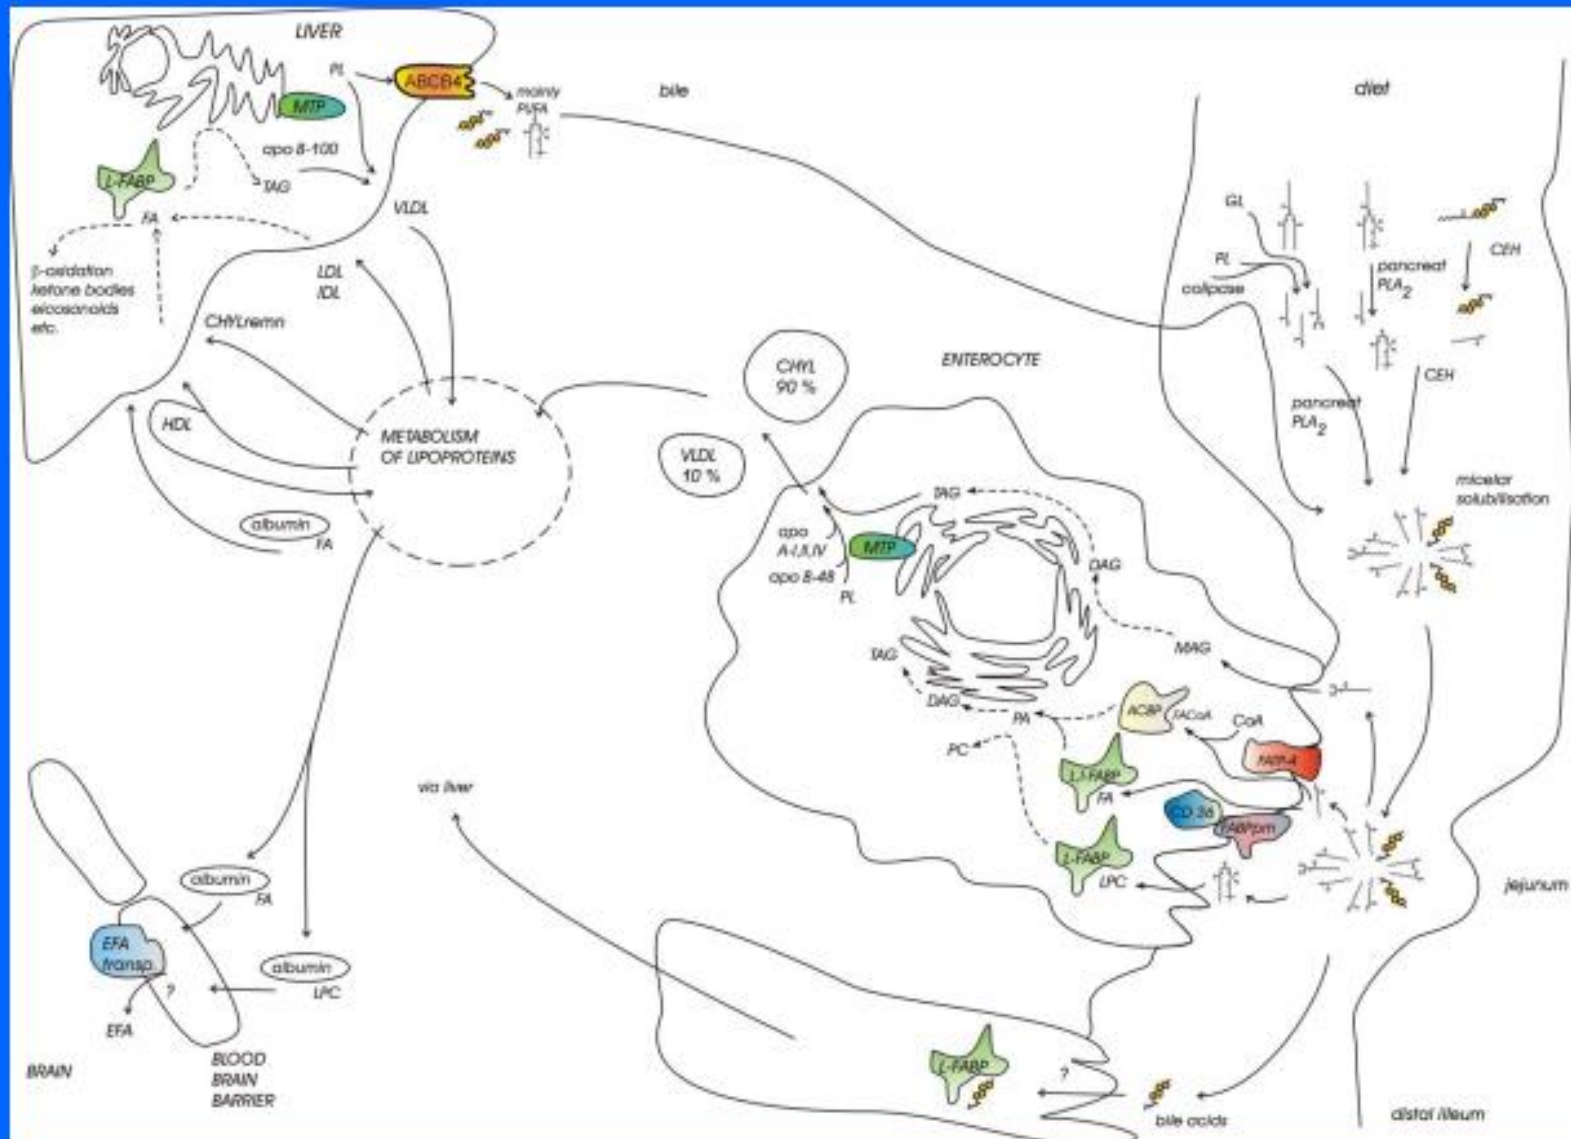 LIVER
PL
ABCB4
MTP
mainly
PUFA
bile
diet
apo B-100
L-FABP
TAG
FA
VLDL
β-oxidation
ketone bodies
eicosanoids
etc.
LDL
IDL
CHYLremn
HDL
METABOLISM
OF LIPOPROTEINS
albumin
FA
CHYL
90 %
VLDL
10 %
ENTEROCYTE
GL
PL
colipase
pancreat
PLA2
CEH
CEH
pancreat
PLA2
micelar
solubilisation
TAG
apo
A-I,II,IV
MTP
apo B-48
PL
DAG
MAG
TAG
DAG
PA
ACBP
FACoA
CoA
PC
FATP-4
L,I-FABP
FA
CD 36
FABPpm
L-FABP
LPC
via liver
jejunum
albumin
FA
EFA
transp.
?
albumin
LPC
EFA
BRAIN
BLOOD
BRAIN
BARRIER
L-FABP
?
bile acids
distal illeum